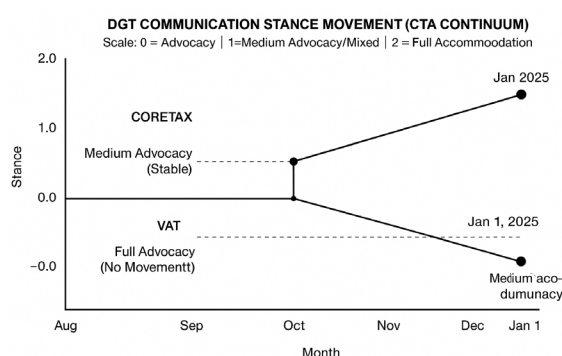 DGT COMMUNICATION STANCE MOVEMENT (CTA CONTINUUM)
Scale: 0 = Advocacy | 1=Medium Advocacy/Mixed | 2 = Full Accommoodation
2.0
Jan 2025
CORETAX
1.0
Medium Advocacy
(Stable)
Stance
0.0
VAT
Jan 1, 2025
Full Advocacy
(No Movementt)
−0.0
Medium aco-
dumunacy
Aug Sep Oct Nov Dec Jan 1
Month